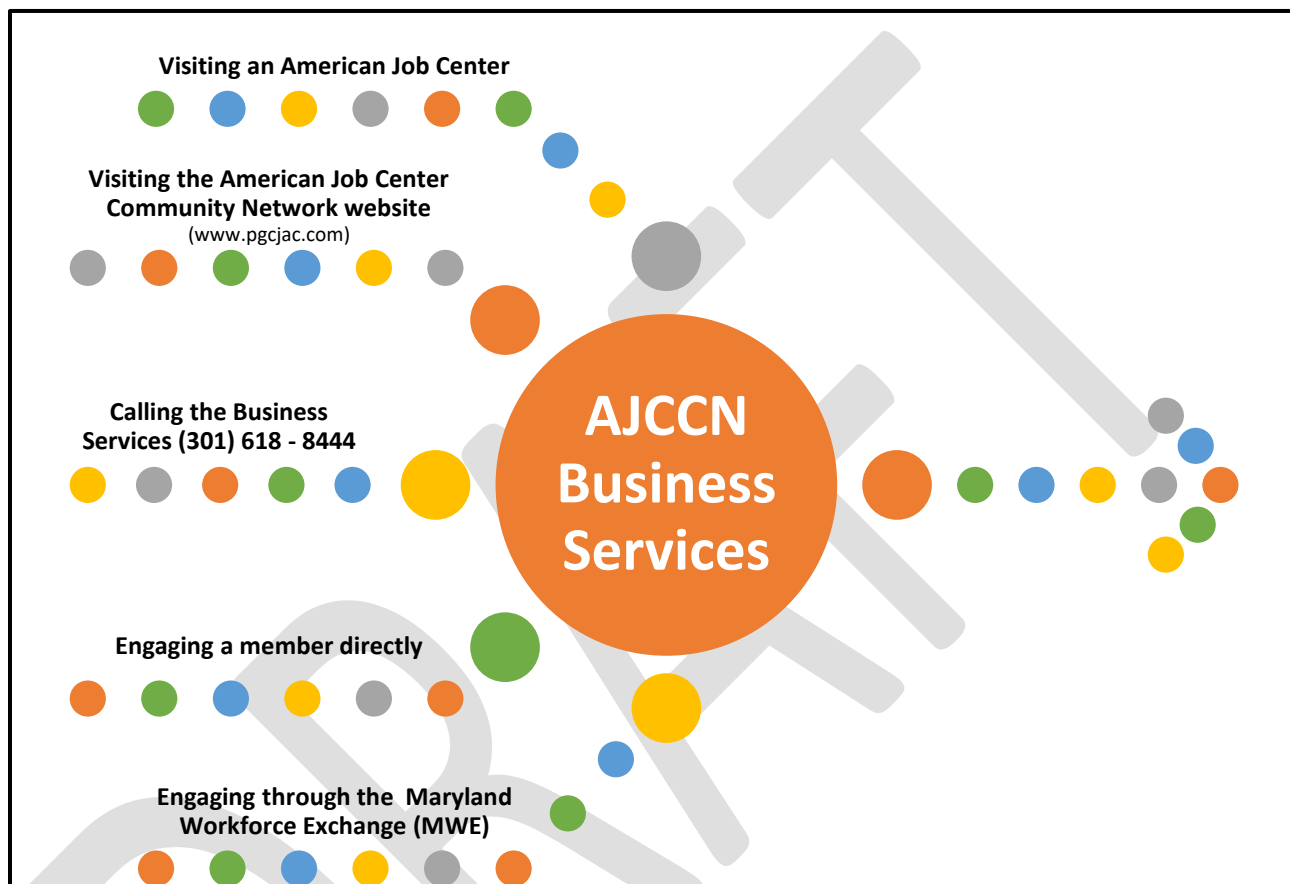 Visiting an American Job Center
Visiting the American Job Center
Community Network website
(www.pgcjac.com)
Calling the Business
Services (301) 618 - 8444
AJCCN
Business
Services
Engaging a member directly
Engaging through the  Maryland
Workforce Exchange (MWE)
DRAFT